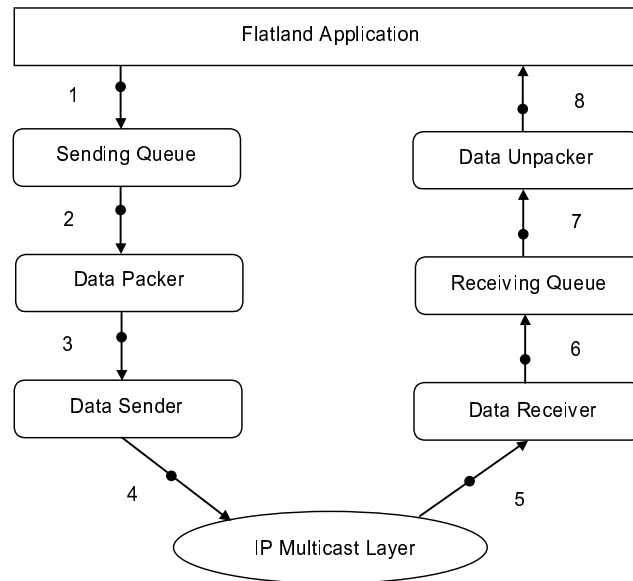 Flatland Application
1
8
Sending Queue
Data Unpacker
2
7
Data Packer
Receiving Queue
3
6
Data Sender
Data Receiver
4
5
IP Multicast Layer